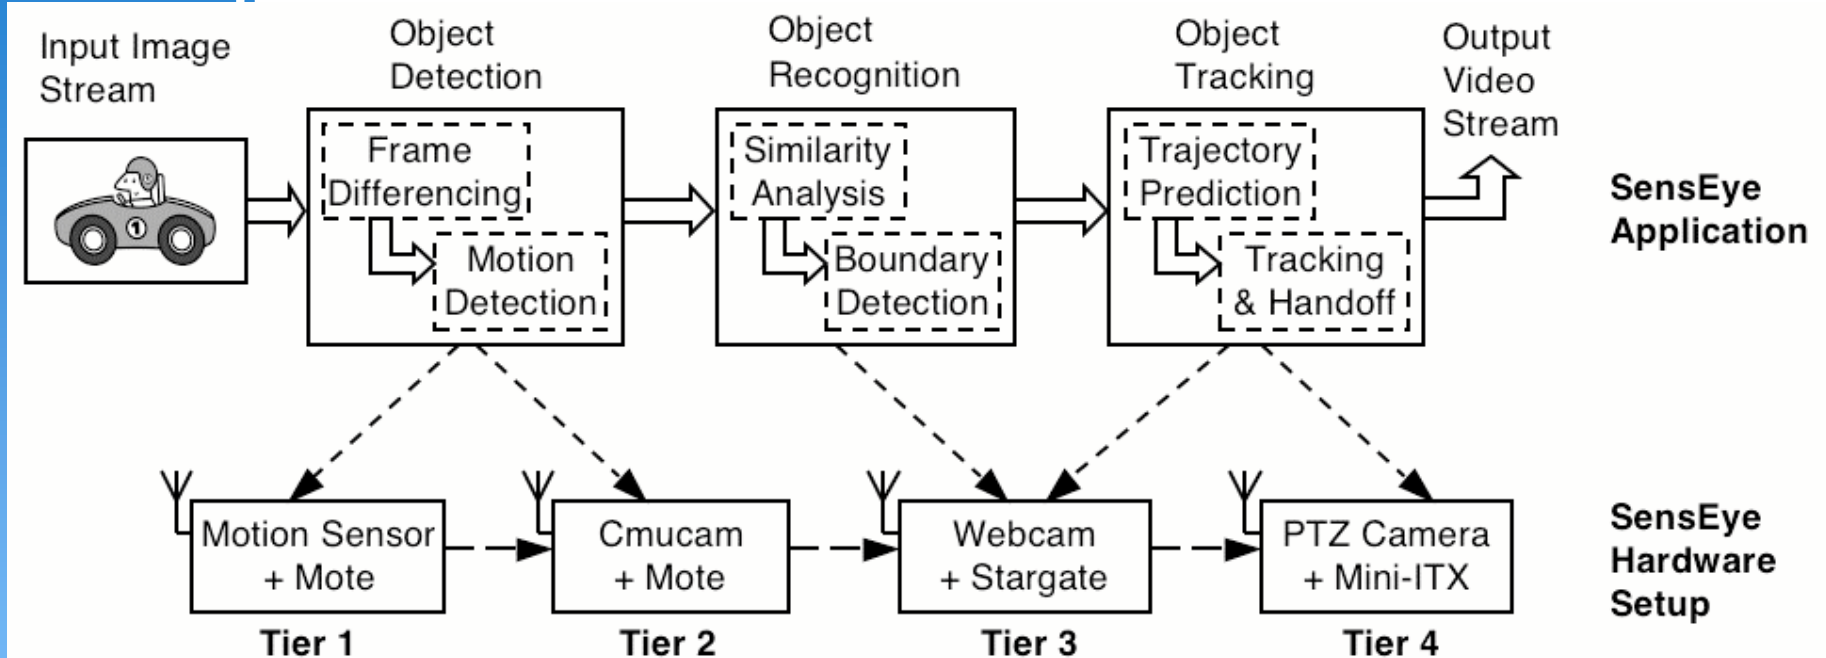 Input Image
Stream
Object
Detection
Object
Recognition
Object
Tracking
Output
Video
Stream
Frame
Differencing
Motion
Detection
Similarity
Analysis
Boundary
Detection
Trajectory
Prediction
Tracking
& Handoff
1
SensEye
Application
Motion Sensor
+ Mote
Cmucam
+ Mote
Webcam
+ Stargate
PTZ Camera
+ Mini-ITX
SensEye
Hardware
Setup
Tier 1
Tier 2
Tier 3
Tier 4